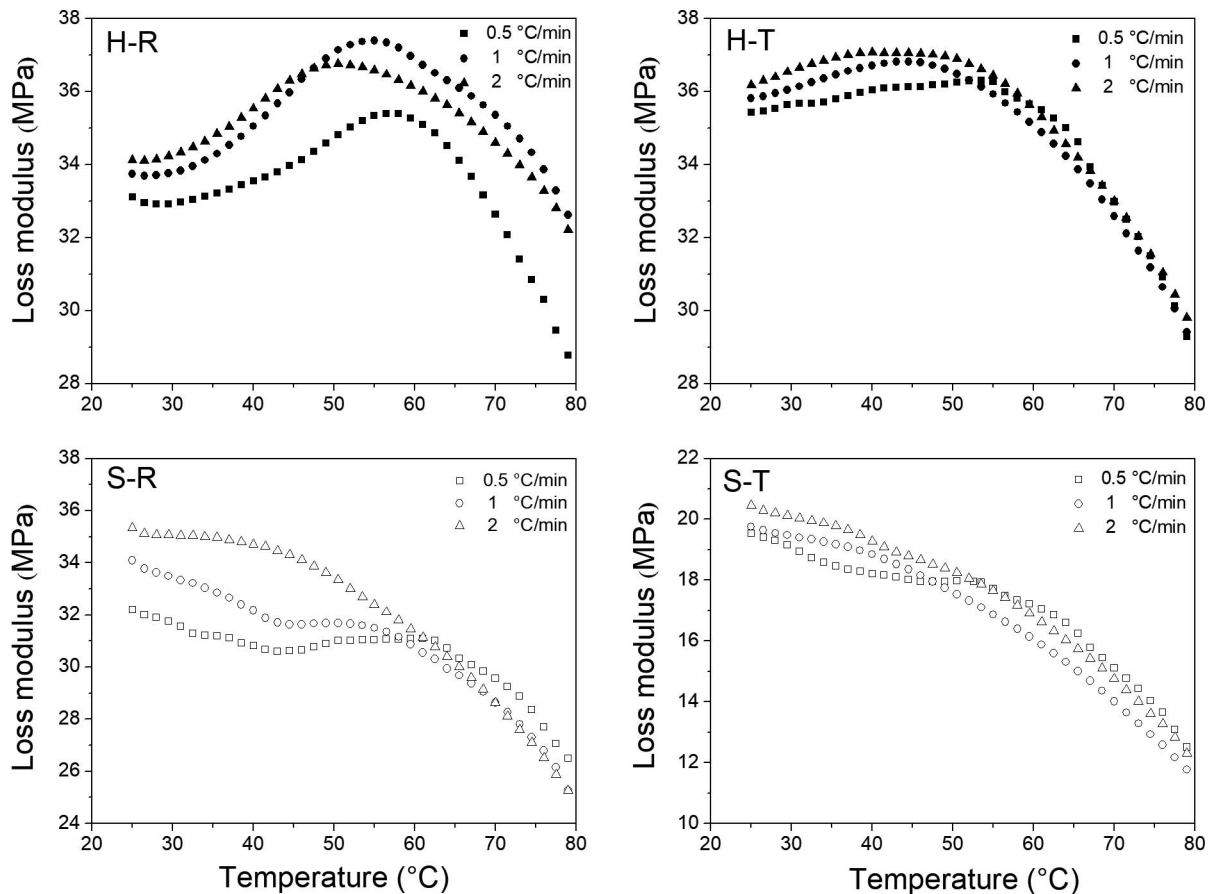 H-R
0.5 °C/min
1 °C/min
2 °C/min
Loss modulus (MPa)
38
36
34
32
30
28
20 30 40 50 60 70 80
H-T
0.5 °C/min
1 °C/min
2 °C/min
Loss modulus (MPa)
38
36
34
32
30
28
20 30 40 50 60 70 80
S-R
0.5 °C/min
1 °C/min
2 °C/min
Loss modulus (MPa)
38
36
34
32
30
28
26
24
20 30 40 50 60 70 80
Temperature (°C)
S-T
0.5 °C/min
1 °C/min
2 °C/min
Loss modulus (MPa)
22
20
18
16
14
12
10
20 30 40 50 60 70 80
Temperature (°C)